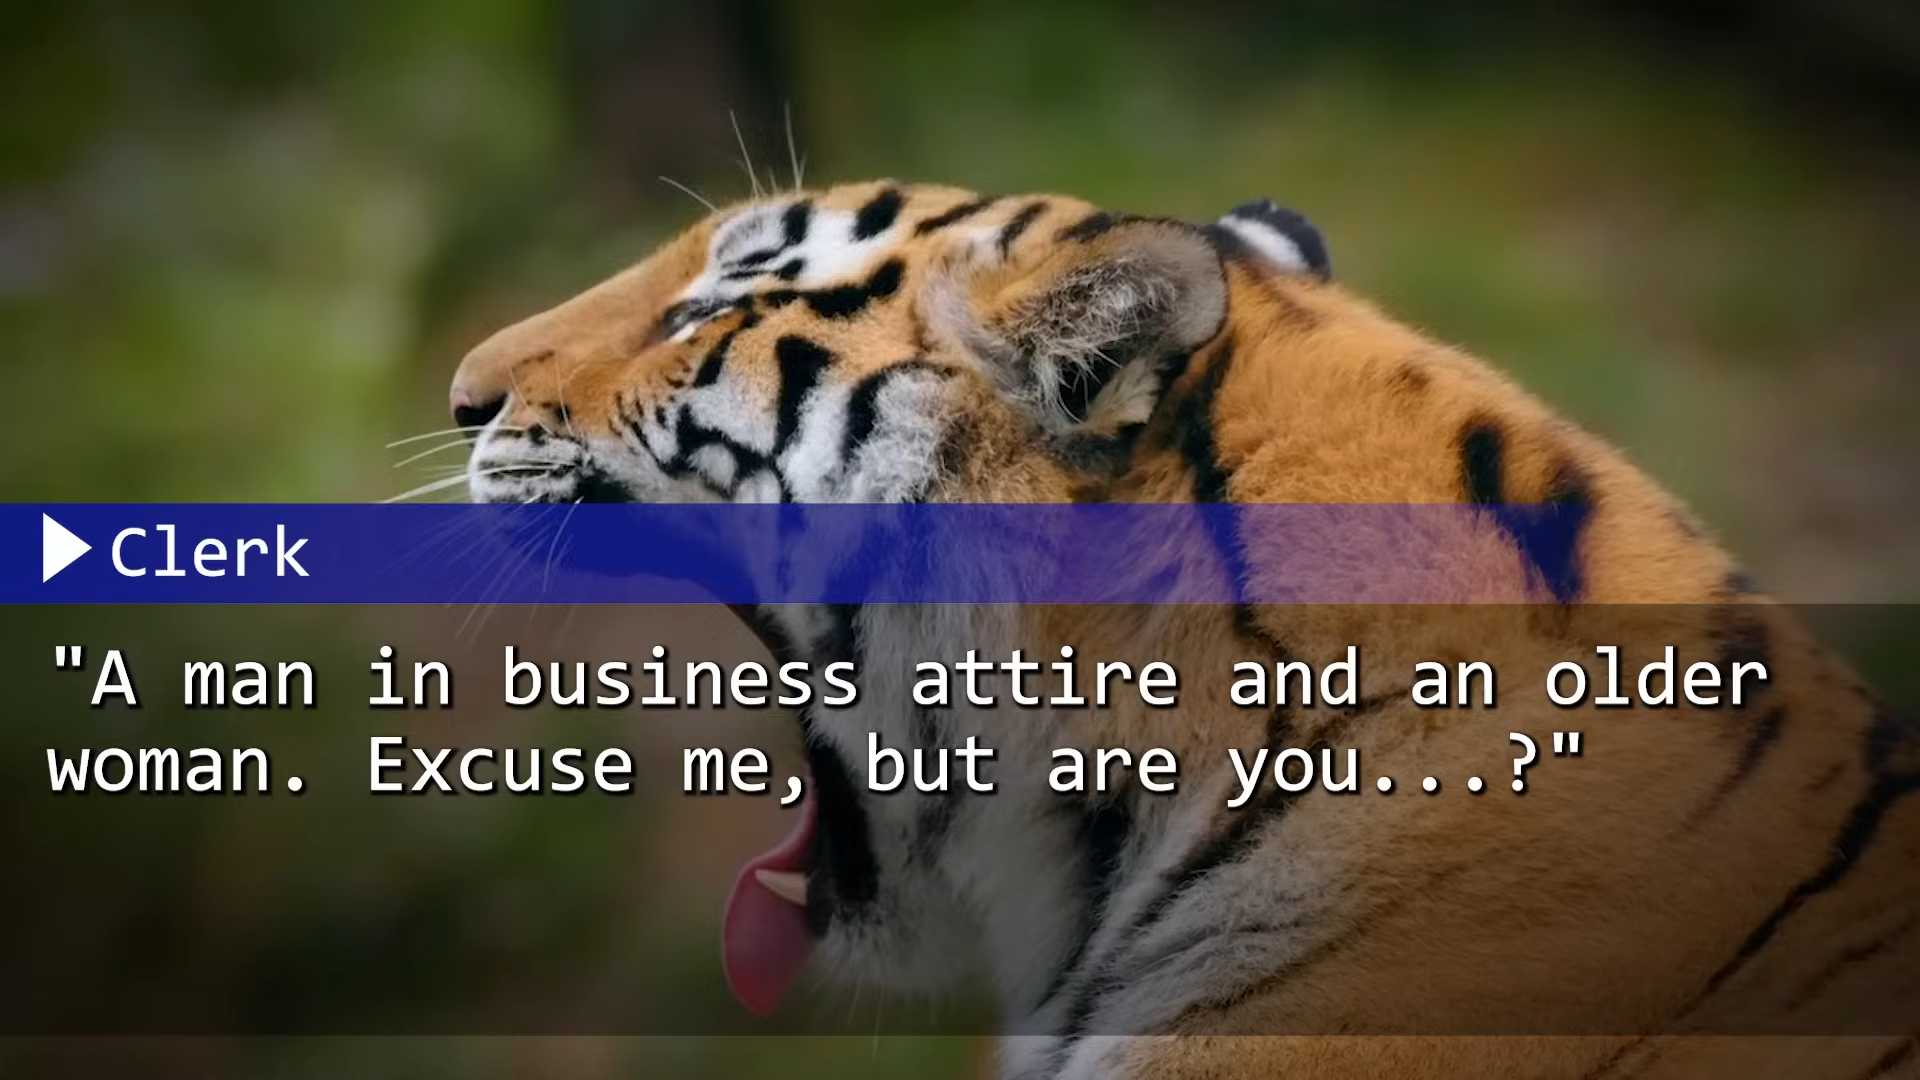 Clerk
"A man in business attire and an older
woman. Excuse me, but are you...?"